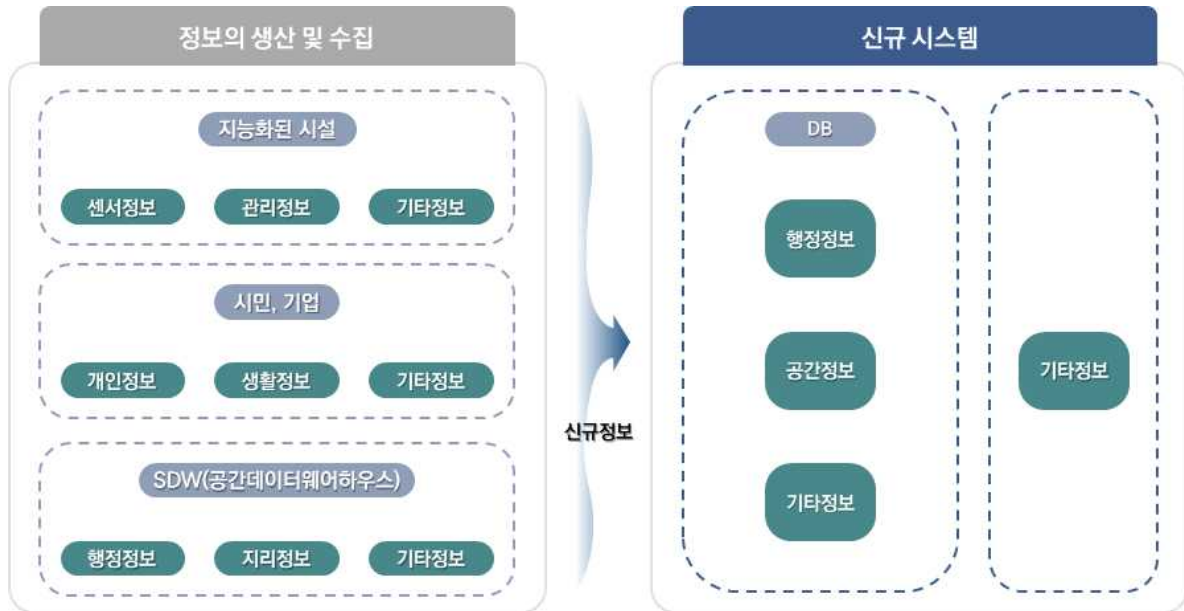 정보의 생산 및 수집
지능화된 시설
센서정보 관리정보 기타정보
시민, 기업
개인정보 생활정보 기타정보
SDW(공간데이터웨어하우스)
행정정보 지리정보 기타정보
신규정보
신규 시스템
DB
행정정보
공간정보
기타정보
기타정보